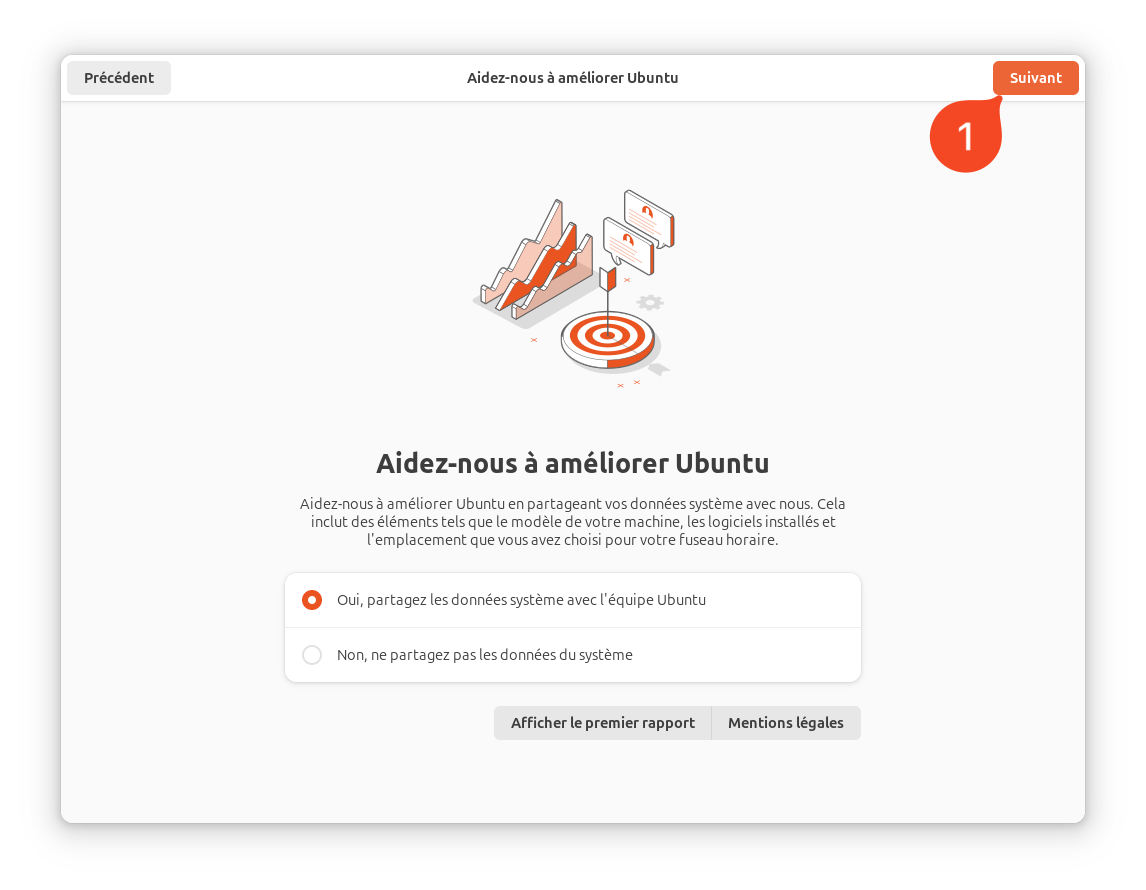 Précédent
Aidez-nous à améliorer Ubuntu
Suivant
1
Aidez-nous à améliorer Ubuntu
Aidez-nous à améliorer Ubuntu en partageant vos données système avec nous. Cela
inclut des éléments tels que le modèle de votre machine, les logiciels installés et
l'emplacement que vous avez choisi pour votre fuseau horaire.
Oui, partagez les données système avec l'équipe Ubuntu
Non, ne partagez pas les données du système
Afficher le premier rapport
Mentions légales